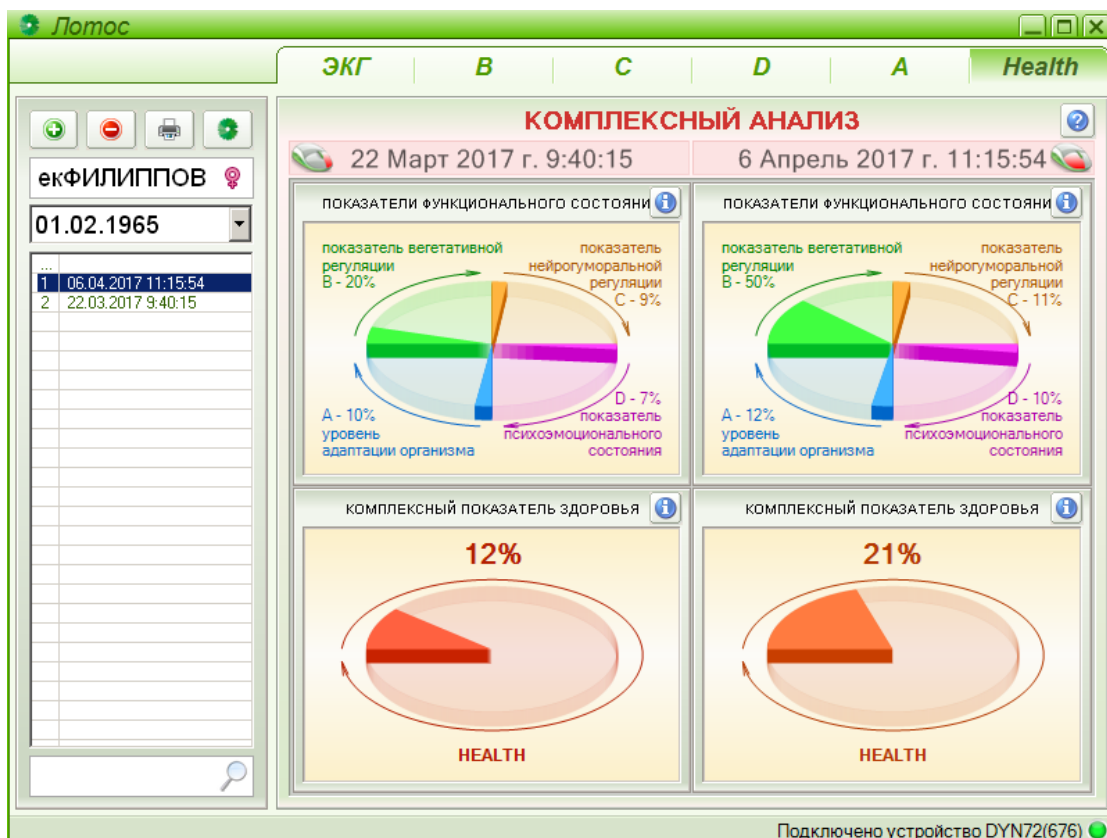 Лотос
ЭКГ B C D A Health
екФИЛИППОВ
01.02.1965
...
1 06.04.2017 11:15:54
2 22.03.2017 9:40:15
КОМПЛЕКСНЫЙ АНАЛИЗ
22 Март 2017 г. 9:40:15
6 Апрель 2017 г. 11:15:54
ПОКАЗАТЕЛИ ФУНКЦИОНАЛЬНОГО СОСТОЯНИ
показатель вегетативной
регуляции
B - 20%
показатель
нейрогуморальной
регуляции
C - 9%
A - 10%
уровень
адаптации организма
D - 7%
показатель
психоэмоционального
состояния
ПОКАЗАТЕЛИ ФУНКЦИОНАЛЬНОГО СОСТОЯНИ
показатель вегетативной
регуляции
B - 50%
показатель
нейрогуморальной
регуляции
C - 11%
A - 12%
уровень
адаптации организма
D - 10%
показатель
психоэмоционального
состояния
КОМПЛЕКСНЫЙ ПОКАЗАТЕЛЬ ЗДОРОВЬЯ
12%
HEALTH
КОМПЛЕКСНЫЙ ПОКАЗАТЕЛЬ ЗДОРОВЬЯ
21%
HEALTH
Подключено устройство DYN72(676)